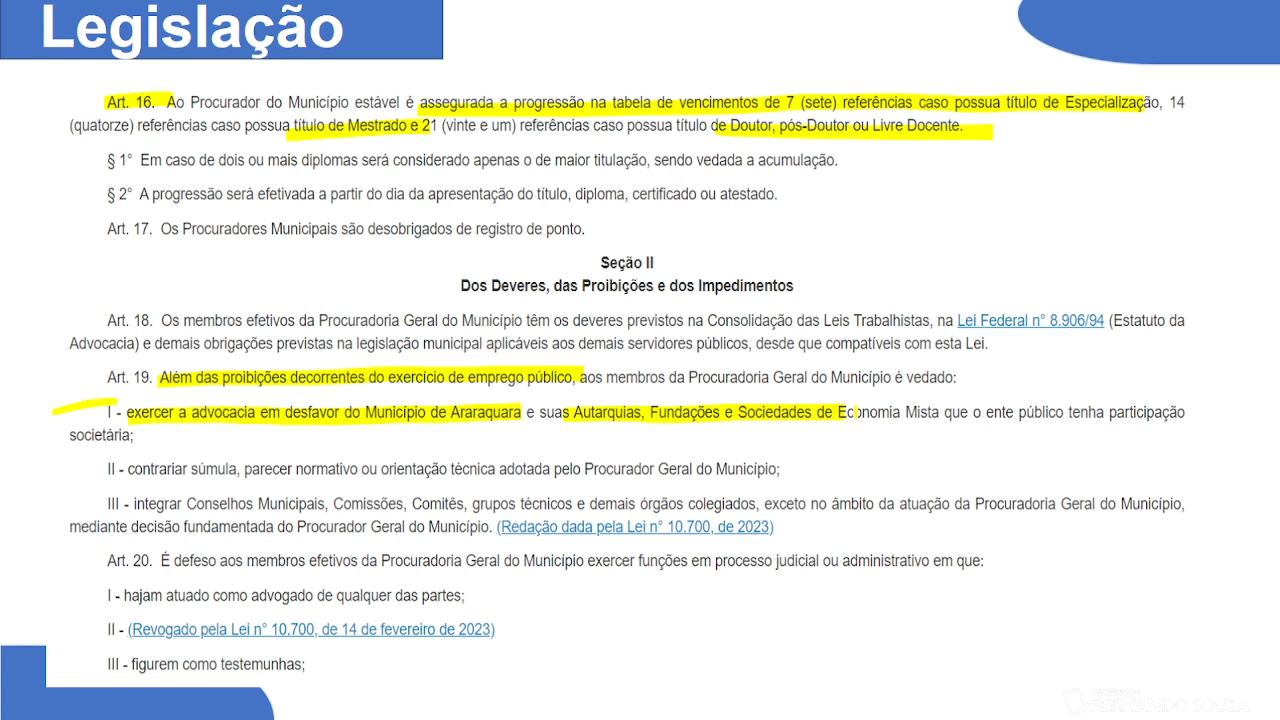 Legislação
Art. 16. Ao Procurador do Município estável é assegurada a progressão na tabela de vencimentos de 7 (sete) referências caso possua título de Especialização, 14
(quatorze) referências caso possua título de Mestrado e 21 (vinte e um) referências caso possua título de Doutor, pós-Doutor ou Livre Docente.
§ 1° Em caso de dois ou mais diplomas será considerado apenas o de maior titulação, sendo vedada a acumulação.
§ 2° A progressão será efetivada a partir do dia da apresentação do título, diploma, certificado ou atestado.
Art. 17. Os Procuradores Municipais são desobrigados de registro de ponto.
Seção II
Dos Deveres, das Proibições e dos Impedimentos
Art. 18. Os membros efetivos da Procuradoria Geral do Município têm os deveres previstos na Consolidação das Leis Trabalhistas, na Lei Federal n° 8.906/94 (Estatuto da
Advocacia) e demais obrigações previstas na legislação municipal aplicáveis aos demais servidores públicos, desde que compatíveis com esta Lei.
Art. 19. Além das proibições decorrentes do exercício de emprego público, aos membros da Procuradoria Geral do Município é vedado:
I - exercer a advocacia em desfavor do Município de Araraquara e suas Autarquias, Fundações e Sociedades de Economia Mista que o ente público tenha participação
societária;
II - contrariar súmula, parecer normativo ou orientação técnica adotada pelo Procurador Geral do Município;
III - integrar Conselhos Municipais, Comissões, Comitês, grupos técnicos e demais órgãos colegiados, exceto no âmbito da atuação da Procuradoria Geral do Município,
mediante decisão fundamentada do Procurador Geral do Município. (Redação dada pela Lei n° 10.700, de 2023)
Art. 20. É defeso aos membros efetivos da Procuradoria Geral do Município exercer funções em processo judicial ou administrativo em que:
I - hajam atuado como advogado de qualquer das partes;
II - (Revogado pela Lei n° 10.700, de 14 de fevereiro de 2023)
III - figurem como testemunhas;
PROFESSOR
FERNANDO SOUZA